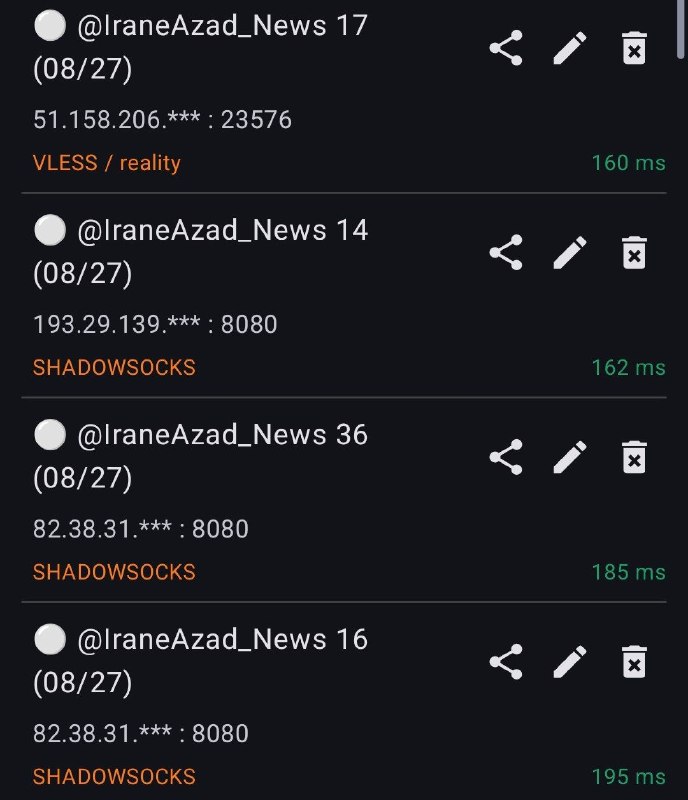 @IraneAzad_News 17
(08/27)
51.158.206.*** : 23576
VLESS / reality
160 ms
@IraneAzad_News 14
(08/27)
193.29.139.*** : 8080
SHADOWSOCKS
162 ms
@IraneAzad_News 36
(08/27)
82.38.31.*** : 8080
SHADOWSOCKS
185 ms
@IraneAzad_News 16
(08/27)
82.38.31.*** : 8080
SHADOWSOCKS
195 ms